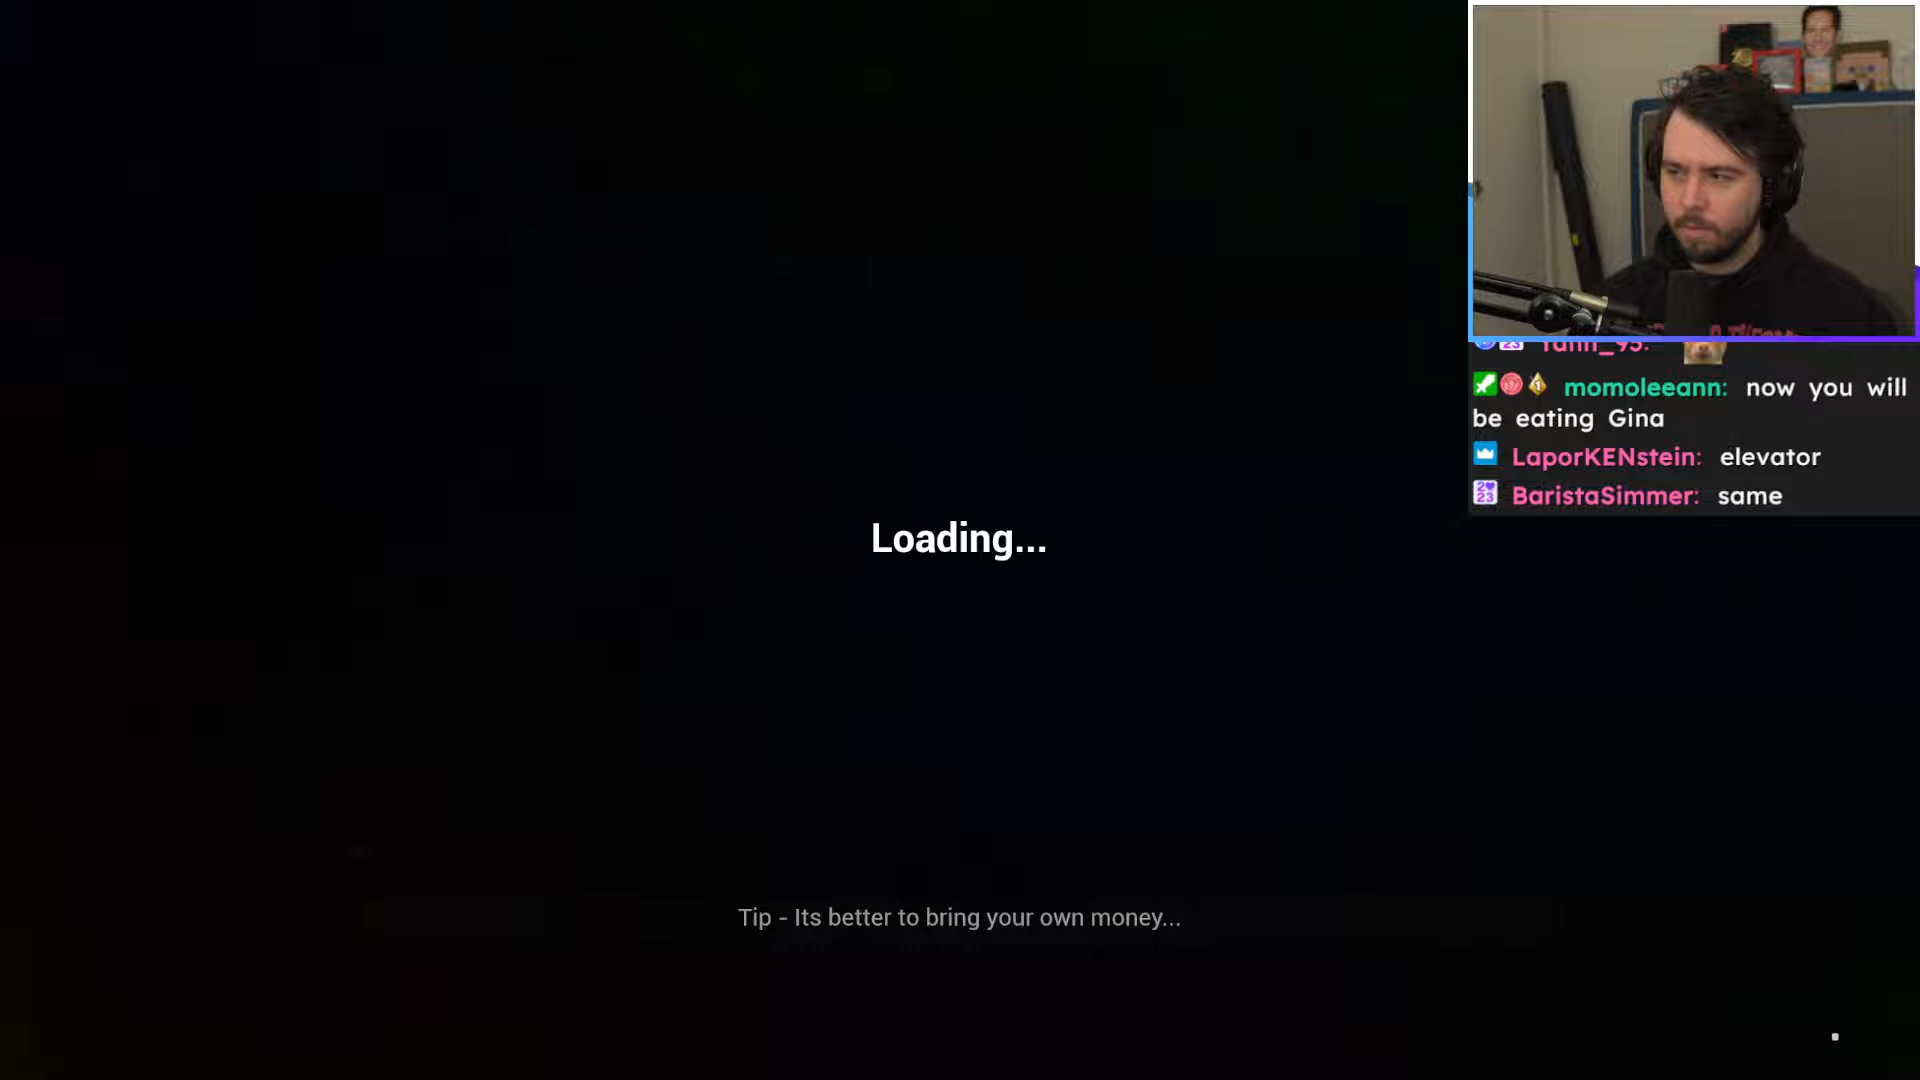 momoleeann: now you will
be eating Gina
LaporKENstein: elevator
BaristaSimmer: same
Loading...
Tip - Its better to bring your own money...